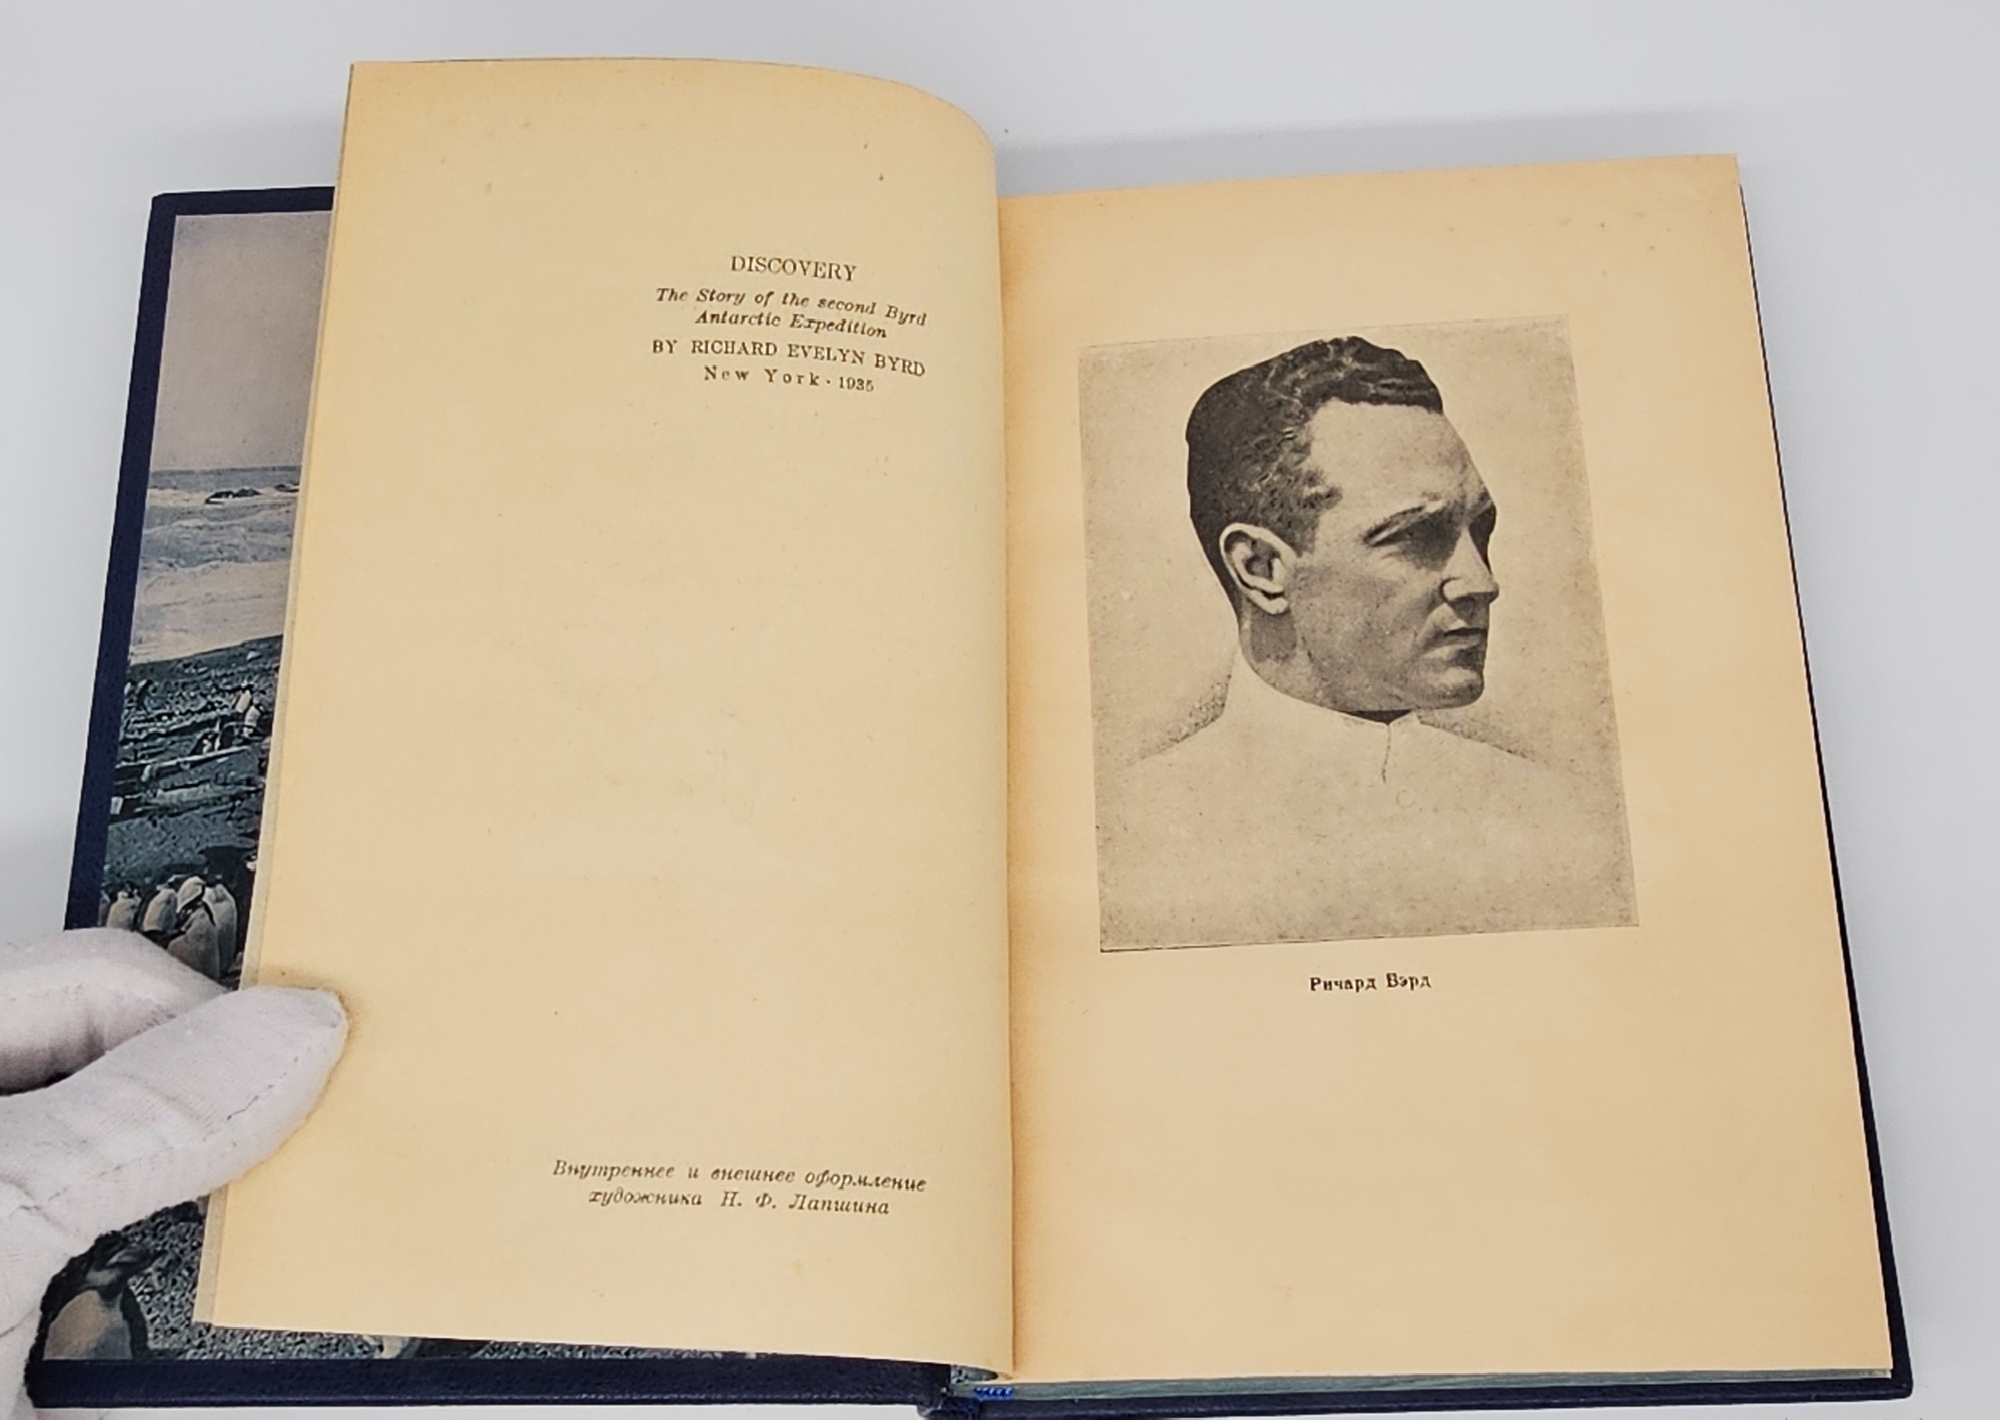 DISCOVERY
The Story of the second Byrd
Antarctic Expedition
BY RICHARD EVELYN BYRD
New York · 1935
Внутреннее и внешнее оформление
художника Н. Ф. Лапшина
Ричард Бэрд